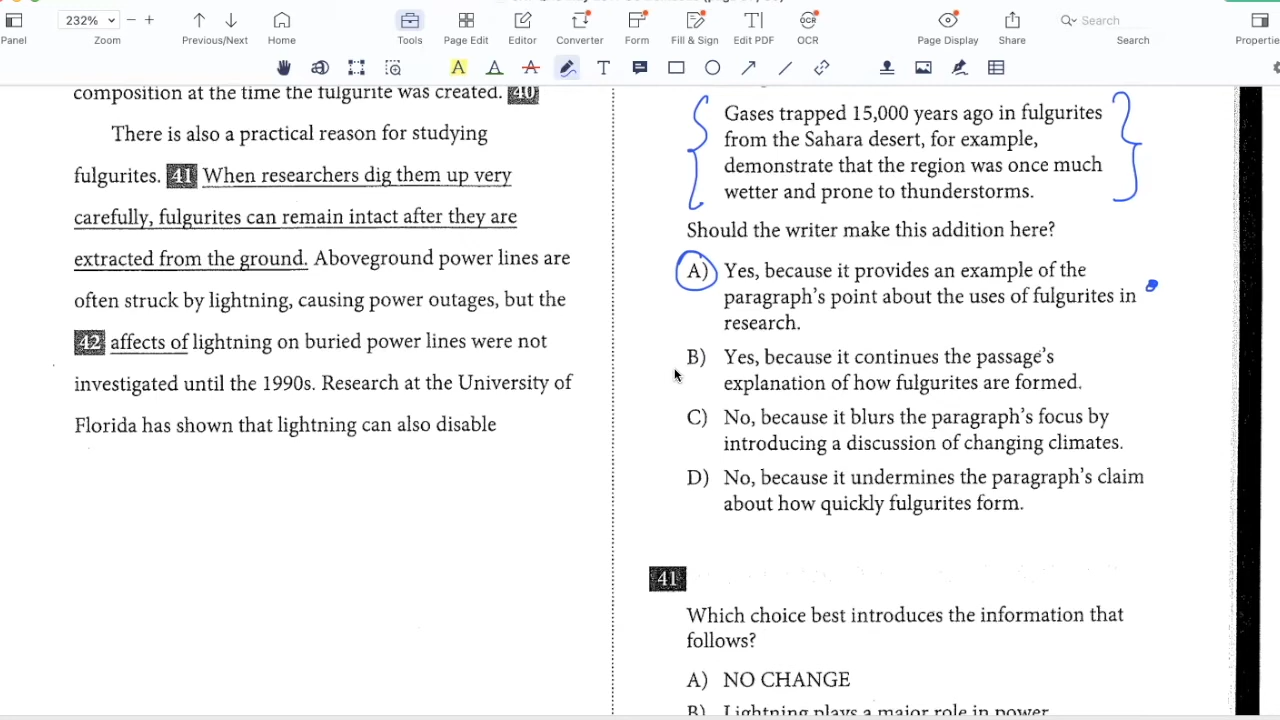 232%
Panel
Zoom
Previous/Next
Home
Tools
Page Edit
Editor
Converter
Form
Fill & Sign
Edit PDF
OCR
OCR
Page Display
Share
Search
Search
Propertie
composition at the time the fulgurite was created. 40
There is also a practical reason for studying
fulgurites. 41 When researchers dig them up very
carefully, fulgurites can remain intact after they are
extracted from the ground. Aboveground power lines are
often struck by lightning, causing power outages, but the
42 affects of lightning on buried power lines were not
investigated until the 1990s. Research at the University of
Florida has shown that lightning can also disable
Gases trapped 15,000 years ago in fulgurites
from the Sahara desert, for example,
demonstrate that the region was once much
wetter and prone to thunderstorms.
Should the writer make this addition here?
A) Yes, because it provides an example of the
paragraph's point about the uses of fulgurites in
research.
B) Yes, because it continues the passage's
explanation of how fulgurites are formed.
C) No, because it blurs the paragraph's focus by
introducing a discussion of changing climates.
D) No, because it undermines the paragraph's claim
about how quickly fulgurites form.
41
Which choice best introduces the information that
follows?
A) NO CHANGE
B) Lightning plays a major role in power